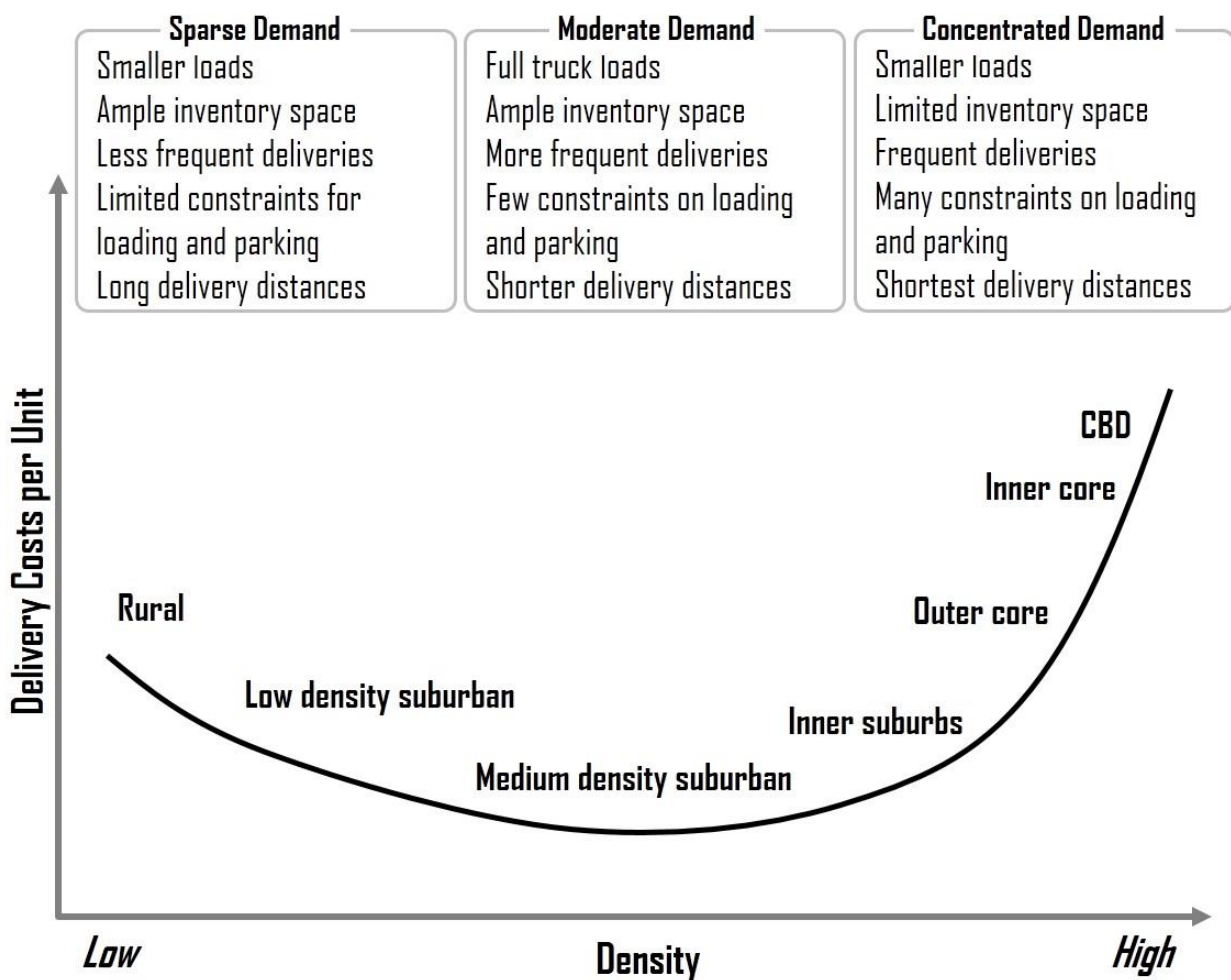 Sparse Demand
Smaller loads
Ample inventory space
Less frequent deliveries
Limited constraints for
loading and parking
Long delivery distances
Moderate Demand
Full truck loads
Ample inventory space
More frequent deliveries
Few constraints on loading
and parking
Shorter delivery distances
Concentrated Demand
Smaller loads
Limited inventory space
Frequent deliveries
Many constraints on loading
and parking
Shortest delivery distances
Delivery Costs per Unit
CBD
Inner core
Outer core
Rural
Low density suburban
Inner suburbs
Medium density suburban
Low
Density
High